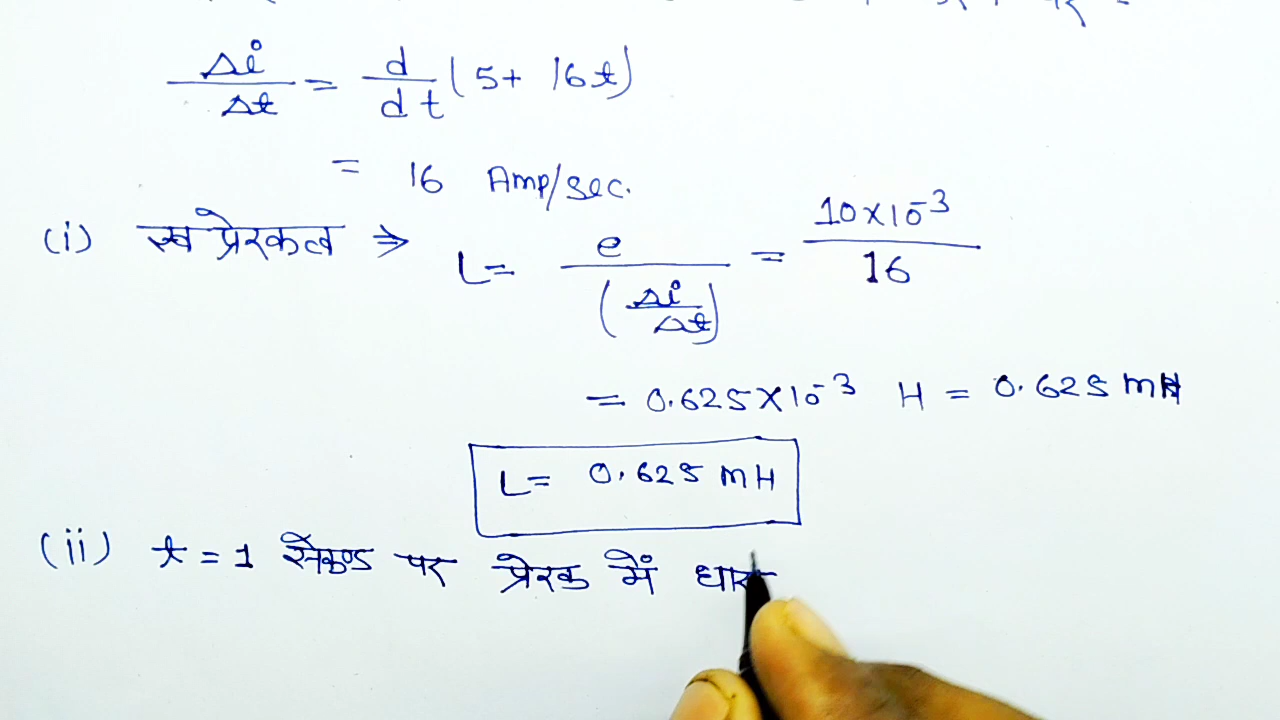 Δi/Δt = d/dt (5+ 16t)
= 16 Amp/sec.
(i) स्व प्रेरकत्व ⇒ L= e/(Δi/Δt) = 10×10⁻³/16
= 0.625×10⁻³ H = 0.625 mH
L= 0.625 mH
(ii) t = 1 सेकण्ड पर प्रेरक में धार